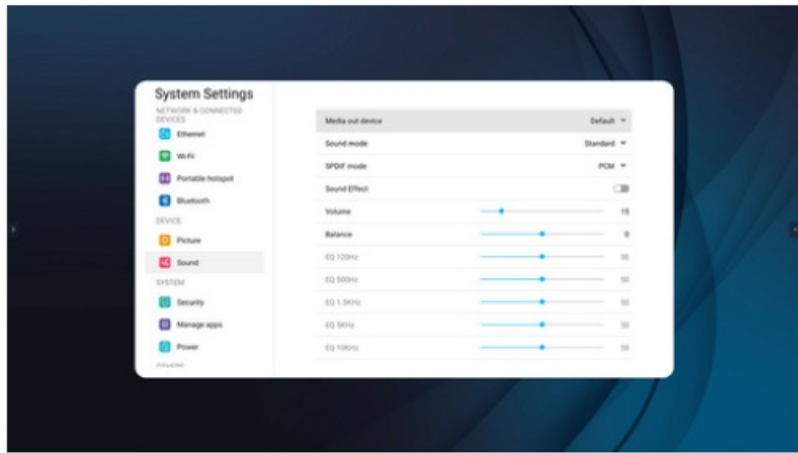 System Settings
NETWORK & CONNECTED
DEVICES
Ethernet
Wi-Fi
Portable hotspot
Bluetooth
DEVICE
Picture
Sound
SYSTEM
Security
Manage apps
Power
Media out device Default
Sound mode Standard
SPDIF mode PCM
Sound Effect
Volume 15
Balance 0
EQ 120Hz 50
EQ 500Hz 50
EQ 1.5KHz 50
EQ 5KHz 50
EQ 10KHz 50